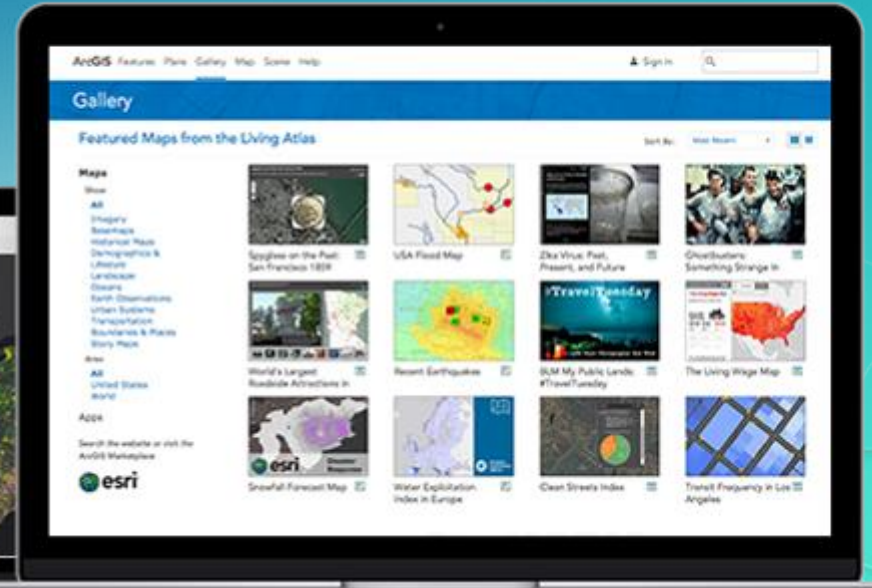 ArcGIS Features Plans Gallery Map Scene Help
Sign In
Gallery
Featured Maps from the Living Atlas
Sort By: Most Recent
Maps
Show
All
Imagery
Basemaps
Historical Maps
Demographics &
Lifestyle
Landscape
Oceans
Earth Observations
Urban Systems
Transportation
Boundaries & Places
Story Maps
Area
All
United States
World
Apps
Search the website or visit the
ArcGIS Marketplace
esri
Spyglass on the Past:
San Francisco 1859
USA Flood Map
Zika Virus: Past,
Present, and Future
Ghostbusters:
Something Strange In
World's Largest
Roadside Attractions in
Recent Earthquakes
#TravelTuesday
BLM My Public Lands:
#TravelTuesday
The Living Wage Map
esri
Disaster
Response
Snowfall Forecast Map
Water Exploitation
Index in Europe
Clean Streets Index
Transit Frequency in Los
Angeles